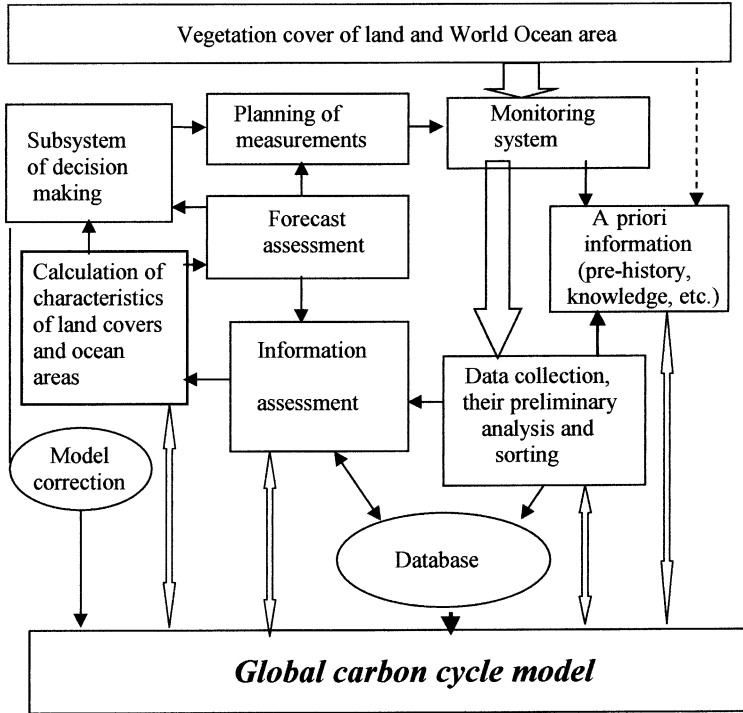 Vegetation cover of land and World Ocean area
Subsystem
of decision
making
Planning of
measurements
Monitoring
system
Forecast
assessment
A priori
information
(pre-history,
knowledge, etc.)
Calculation of
characteristics
of land covers
and ocean
areas
Information
assessment
Data collection,
their preliminary
analysis and
sorting
Model
correction
Database
Global carbon cycle model